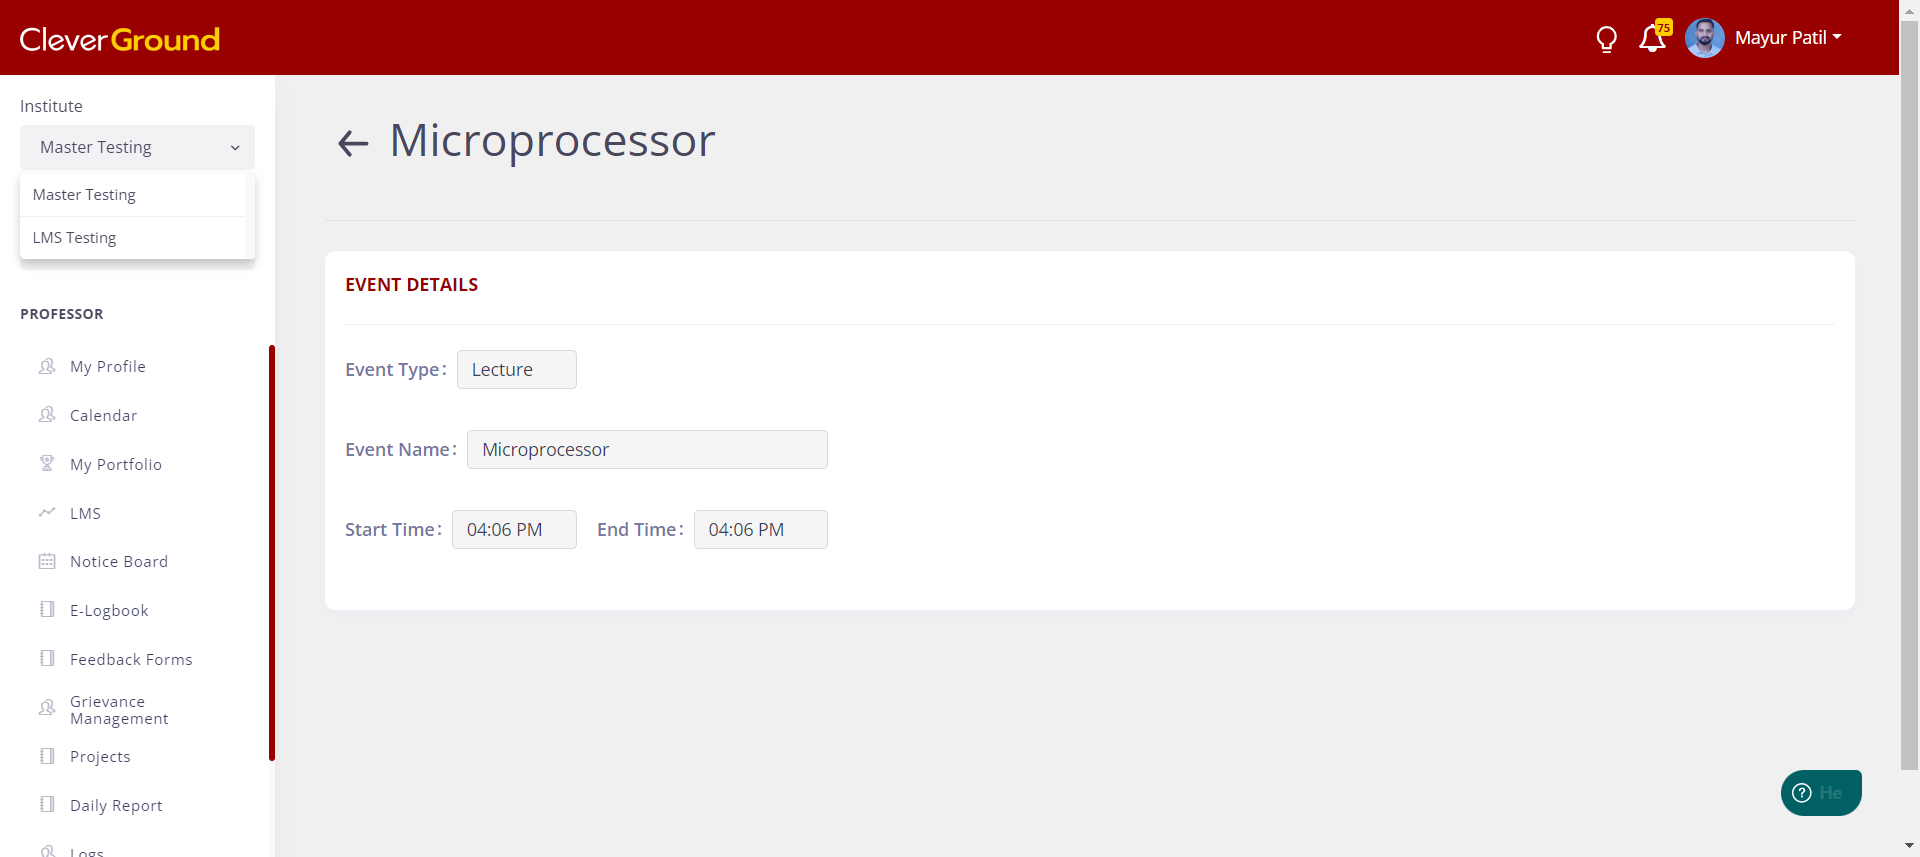 CleverGround
75
Mayur Patil
Institute
Master Testing
Master Testing
LMS Testing
PROFESSOR
My Profile
Calendar
My Portfolio
LMS
Notice Board
E-Logbook
Feedback Forms
Grievance
Management
Projects
Daily Report
Logs
Microprocessor
EVENT DETAILS
Event Type: Lecture
Event Name: Microprocessor
Start Time: 04:06 PM End Time: 04:06 PM
He